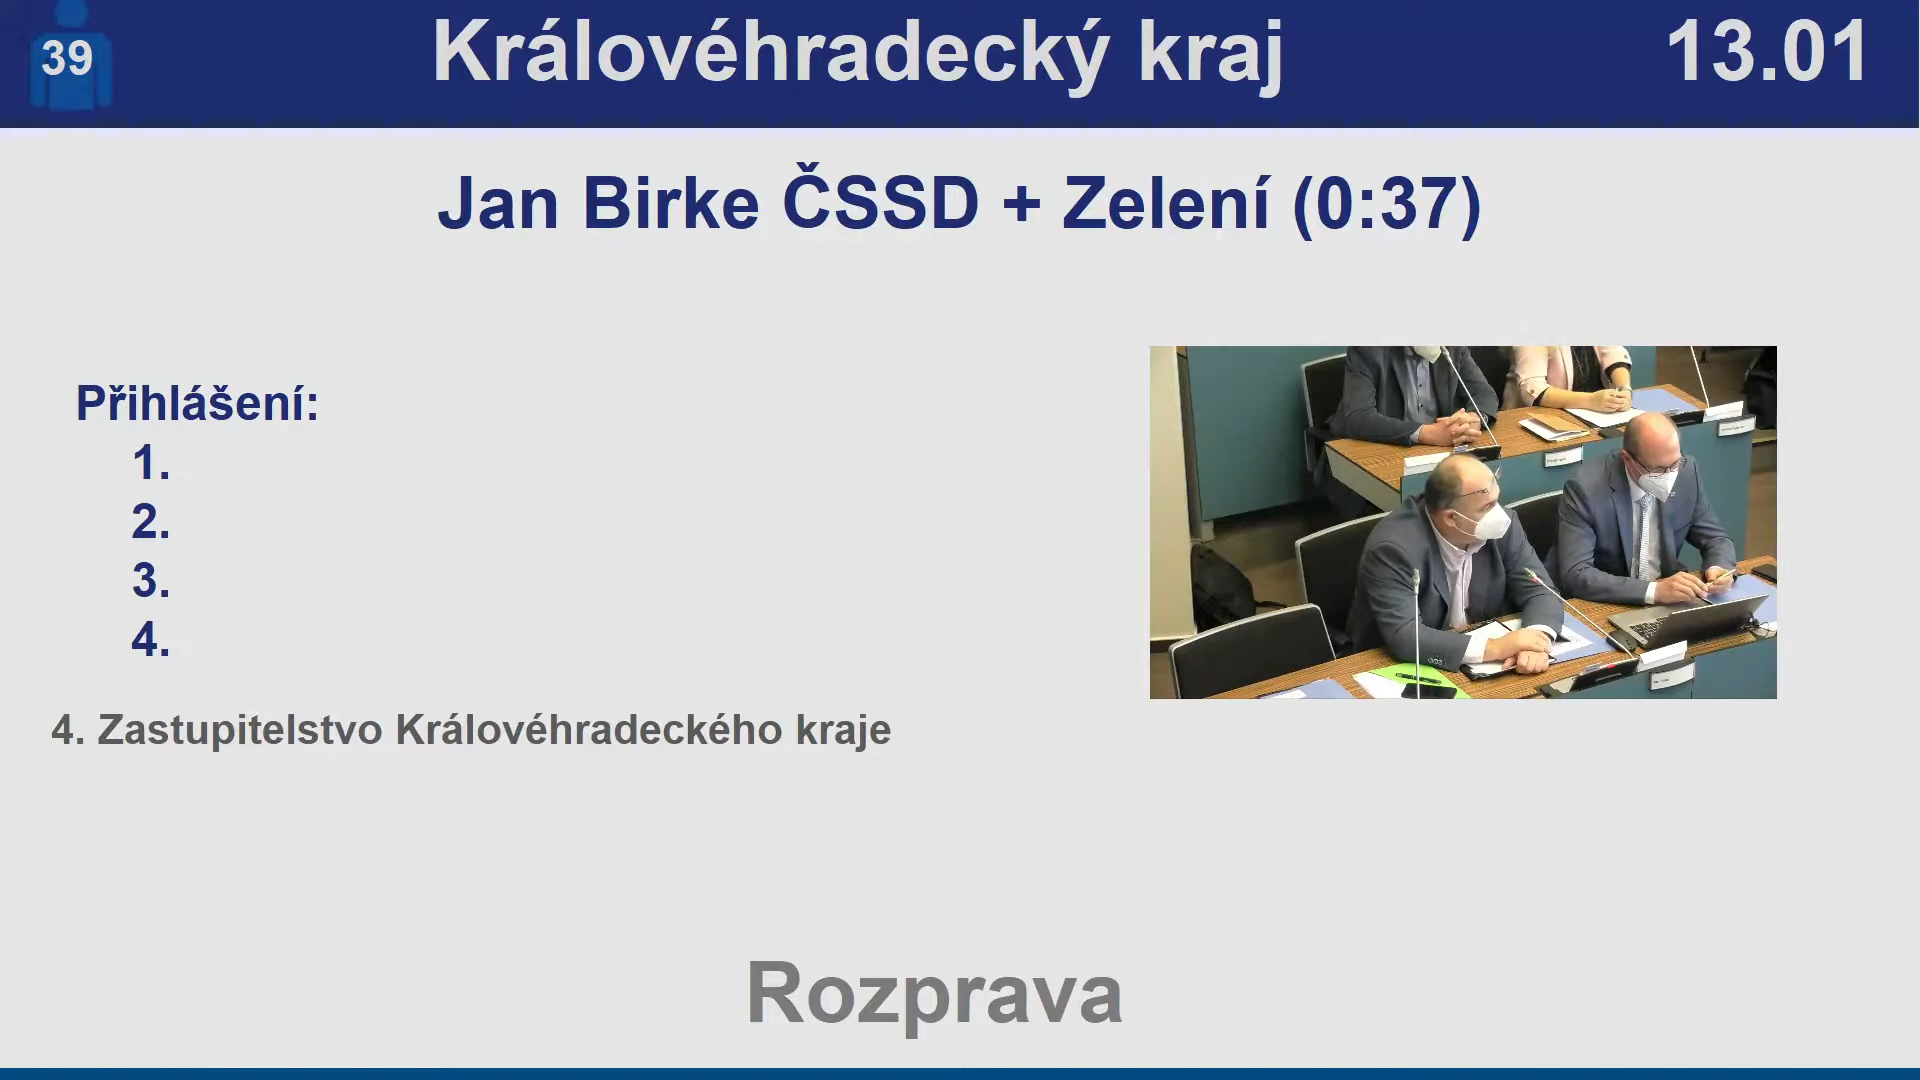 39
Královéhradecký kraj
13.01
Jan Birke ČSSD + Zelení (0:37)
Přihlášení:
1.
2.
3.
4.
4. Zastupitelstvo Královéhradeckého kraje
Rozprava